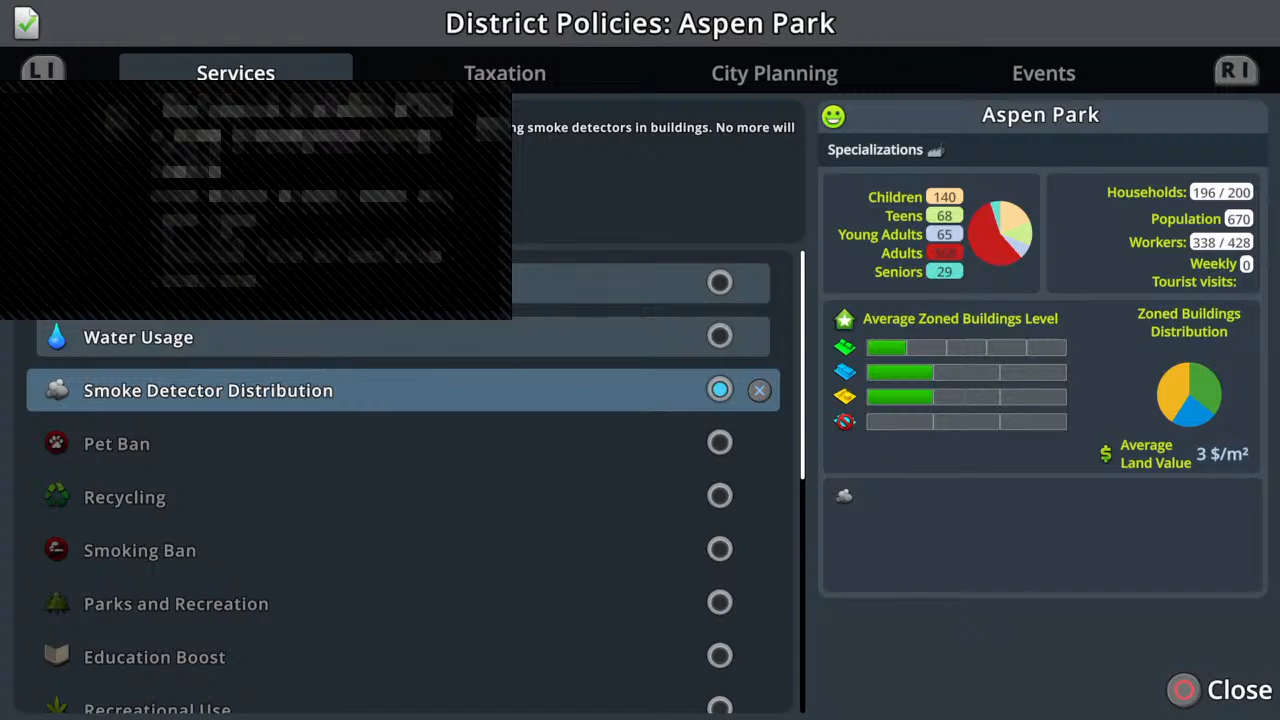 District Policies: Aspen Park
L1
Services
Taxation
City Planning
Events
R1
ng smoke detectors in buildings. No more will
Water Usage
Smoke Detector Distribution
Pet Ban
Recycling
Smoking Ban
Parks and Recreation
Education Boost
Recreational Use
Aspen Park
Specializations
Children 140
Teens 68
Young Adults 65
Adults
Seniors 29
Households: 196 / 200
Population 670
Workers: 338 / 428
Weekly 0
Tourist visits:
Average Zoned Buildings Level
Zoned Buildings
Distribution
Average
Land Value 3 $/m²
Close